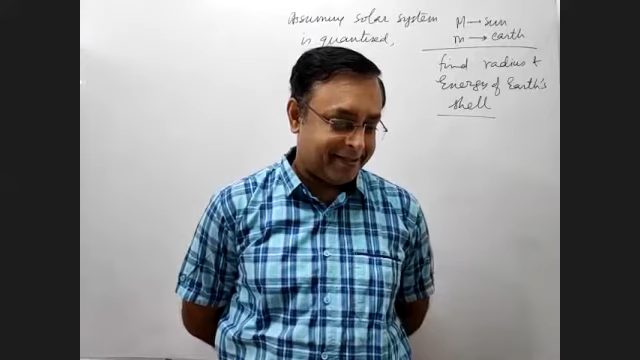 Assuming solar system
is quantised,
M → sun
m → earth
find radius &
Energy of Earth's
shell